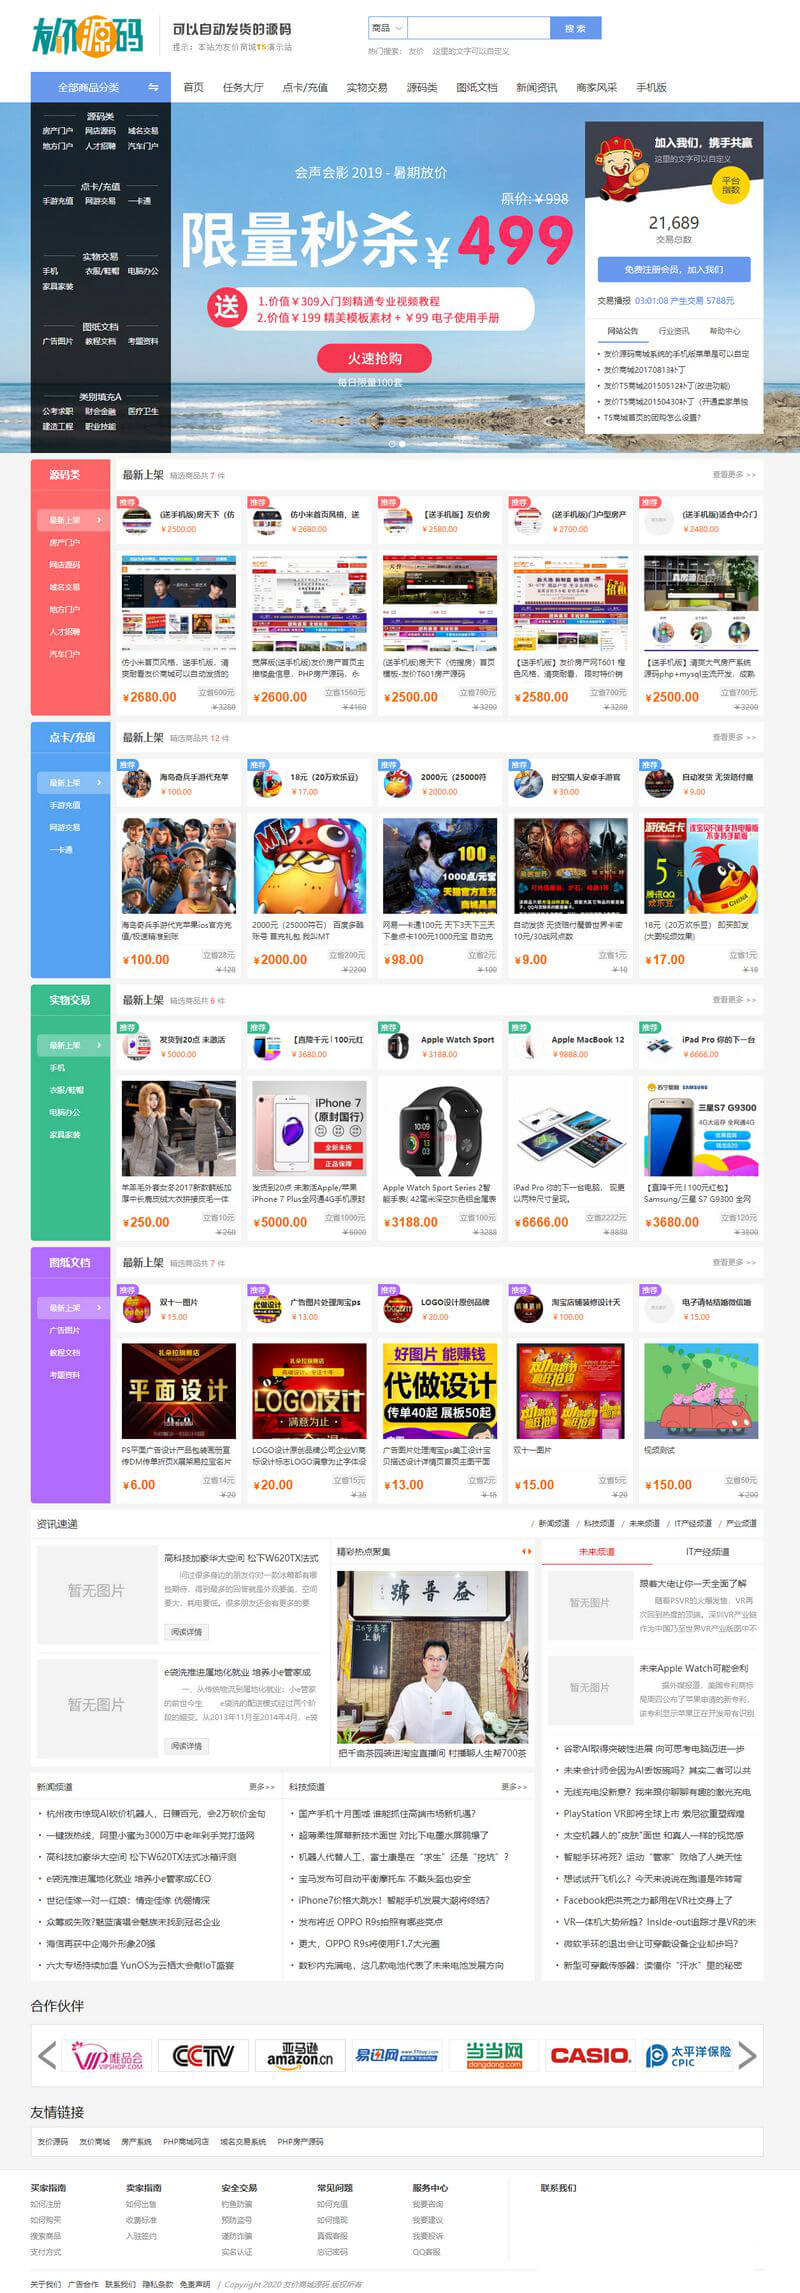 友价源码
可以自动发货的源码
提示：本站为友价商城T5演示站
商品
搜 索
热门搜索： 友价 这里的文字可以自定义
全部商品分类
首页 任务大厅 点卡/充值 实物交易 源码类 图纸文档 新闻资讯 商家风采 手机版
源码类
房产门户 网店源码 域名交易
地方门户 人才招聘 汽车门户
点卡/充值
手游充值 网游交易 一卡通
实物交易
手机 衣服/鞋帽 电脑办公
家具家装
图纸文档
广告图片 教程文档 考题资料
类别填充A
公考求职 财会金融 医疗卫生
建造工程 职业技能
会声会影 2019 - 暑期放价
原价:￥998
限量秒杀￥499
送
1.价值￥309入门到精通专业视频教程
2.价值￥199 精美模板素材 + ￥99 电子使用手册
火速抢购
每日限量100套
加入我们，携手共赢
这里的文字可以自定义
平台
指数
21,689
交易总数
免费注册会员，加入我们
交易播报 03:01:08 产生交易 5788元
网站公告 行业资讯 帮助中心
友价源码商城系统的手机版菜单是可以自定
友价商城20170813补丁
友价T5商城20150512补丁(改进功能)
友价T5商城20150430补丁（开通卖家单独
T5商城首页的团购怎么设置?
源码类
最新上架
房产门户
网店源码
域名交易
地方门户
人才招聘
汽车门户
最新上架 精选商品共 7 件
查看更多 >>
推荐 (送手机版)房天下（仿
￥2500.00
推荐 仿小米首页风格，送
￥2680.00
推荐 【送手机版】友价房
￥2580.00
推荐 (送手机版)门户型房产
￥2700.00
推荐 (送手机版)适合中介门
￥2480.00
仿小米首页风格，送手机版，清
爽耐看友价商城可以自动发货的
￥2680.00 立省600元
￥3280
宽屏版(送手机版)友价房产首页主
推楼盘信息，PHP房产源码，永
￥2600.00 立省1560元
￥4160
(送手机版)房天下（仿搜房）首页
模板-友价T601房产源码
￥2500.00 立省790元
￥3290
【送手机版】友价房产网T601 橙
色风格，清爽耐看， 限时特价销
￥2580.00 立省700元
￥3280
【送手机版】清爽大气房产系统
源码php+mysql主流开发，成熟
￥2500.00 立省700元
￥3200
点卡/充值
最新上架
手游充值
网游交易
一卡通
最新上架 精选商品共 12 件
查看更多 >>
推荐 海岛奇兵手游代充苹
￥100.00
推荐 18元（20万欢乐豆）
￥17.00
推荐 2000元（25000符
￥2000.00
推荐 时空猎人安卓手游官
￥30.00
推荐 自动发货 无货赔付魔
￥9.00
海岛奇兵手游代充苹果ios官方充
值/极速精准到账
￥100.00 立省28元
￥128
2000元（25000符石） 百度多酷
账号 首充礼包 我叫MT
￥2000.00 立省200元
￥2200
网易一卡通100元 天下3天下三天
下叁点卡100元1000元宝 自动充
￥98.00 立省2元
￥100
自动发货 无货赔付魔兽世界卡密
10元/30战网点数
￥9.00 立省1元
￥10
18元（20万欢乐豆） 即买即发
(大图视频效果)
￥17.00 立省1元
￥18
实物交易
最新上架
手机
衣服/鞋帽
电脑办公
家具家装
最新上架 精选商品共 6 件
查看更多 >>
推荐 发货到20点 未激活
￥5000.00
推荐 【直降千元 | 100元红
￥3680.00
推荐 Apple Watch Sport
￥3188.00
推荐 Apple MacBook 12
￥9888.00
推荐 iPad Pro 你的下一台
￥6666.00
iPhone 7
(原封国行)
全新未拆
正品保障
苏宁易购 SAMSUNG
三星S7 G9300
4G大运存 全网通4G
羊羔毛外套女冬2017新款韩版加
厚中长鹿皮绒大衣拼接皮毛一体
￥250.00 立省10元
￥260
发货到20点 未激活Apple/苹果
iPhone 7 Plus全网通4G手机原封
￥5000.00 立省1000元
￥6000
Apple Watch Sport Series 2智
能手表( 42毫米深空灰色铝金属表
￥3188.00 立省100元
￥3288
iPad Pro 你的下一台电脑， 现更
以两种尺寸呈现。
￥6666.00 立省2222元
￥8888
【直降千元 | 100元红包】
Samsung/三星 S7 G9300 全网
￥3680.00 立省120元
￥3800
图纸文档
最新上架
广告图片
教程文档
考题资料
最新上架 精选商品共 7 件
查看更多 >>
推荐 双十一图片
￥15.00
推荐 广告图片处理淘宝ps
￥13.00
推荐 LOGO设计原创品牌
￥20.00
推荐 淘宝店铺装修设计天
￥100.00
推荐 电子请帖结婚微信婚
￥15.00
平面设计
LOGO设计
满意为止
好图片 能赚钱
代做设计
传单40起 展板50起
PS平面广告设计产品包装画册宣
传DM传单折页X展架易拉宝名片
￥6.00 立省14元
￥20
LOGO设计原创品牌公司企业VI商
标设计标志LOGO满意为止字体设
￥20.00 立省15元
￥35
广告图片处理淘宝ps美工设计宝
贝描述设计详情页首页主图平面
￥13.00 立省2元
￥15
双十一图片
￥15.00 立省5元
￥20
视频测试
￥150.00 立省50元
￥200
资讯速递
/ 新闻频道 / 科技频道 / 未来频道 / IT产经频道 / 产业频道
暂无图片
高科技加豪华大空间 松下W620TX法式
问过很多身边的朋友你对一款冰箱都有哪
些期待，得到最多的回答就是外观要美、空间
要大、耗电要低。很多朋友还会有更多的要
阅读详情
暂无图片
e袋洗推进属地化就业 培养小e管家成
一、从传统物流到属地化就业：小e管家
的前世今生 e袋洗的配送模式经过两个阶
段的嬗变。从2013年11月至2014年4月，e袋
阅读详情
精彩热点聚集
益普號
把千亩茶园装进淘宝直播间 村播聊人生帮700茶
未来频道 IT产经频道
暂无图片
跟着大佬让你一天全面了解
随着PSVR的火爆发售，VR再
次回到热度的顶端。深圳VR产业链
作为中国乃至世界VR产业版图中不
暂无图片
未来Apple Watch可能会利
据外媒报道，美国专利商标
局周四公布了苹果申请的新专利，
该专利显示苹果正在开发带有识别
谷歌AI取得突破性进展 向可思考电脑迈进一步
未来会计师会因为AI丢饭碗吗？其实二者可以共
无线充电没新意？我来跟你聊聊有趣的激光充电
PlayStation VR即将全球上市 索尼欲重塑辉煌
太空机器人的"皮肤"面世 和真人一样的视觉感
智能手环将死？运动 "管家" 败给了人类天性
想试试开飞机？今天来说说在跑道是咋转弯
Facebook把洪荒之力都用在VR社交身上了
VR一体机大势所趋？Inside-out追踪才是VR的未
微软手环的退出会让可穿戴设备企业却步吗？
新型可穿戴传感器：读懂你 "汗水" 里的秘密
新闻频道 更多>>
杭州夜市惊现AI砍价机器人，日赚百元，会2万砍价金句
一键拨热线，阿里小蜜为3000万中老年剁手党打造网
高科技加豪华大空间 松下W620TX法式冰箱评测
e袋洗推进属地化就业 培养小e管家成CEO
世记佳缘一对一红娘：情定佳缘 优倔情深
众筹或失败?魅蓝演唱会魅族未找到冠名企业
海信再获中企海外形象20强
六大专场持续加温 YunOS为云栖大会献IoT盛宴
科技频道 更多>>
国产手机十月围城 谁能抓住高端市场新机遇?
超薄柔性屏幕新技术面世 对比下电墨水屏弱爆了
机器人代替人工，富士康是在 "求生" 还是"挖坑" ？
宝马发布可自动平衡摩托车 不戴头盔也安全
iPhone7价格大跳水！智能手机发展大潮将终结?
发布将近 OPPO R9s拍照有哪些亮点
更大，OPPO R9s将使用F1.7大光圈
数秒内充满电，这几款电池代表了未来电池发展方向
合作伙伴
VIP唯品会 VIPSHOP.COM
CCTV
亚马逊 amazon.cn
易迅网 www.51buy.com
当当网 dangdang.com
CASIO.
太平洋保险 CPIC
友情链接
友价源码 友价商城 房产系统 PHP商城网店 域名交易系统 PHP房产源码
买家指南
如何注册
如何购买
搜索商品
支付方式
卖家指南
如何出售
收费标准
入驻签约
安全交易
钓鱼防骗
预防盗号
谨防诈骗
实名认证
常见问题
如何充值
如何提现
真假客服
忘记密码
服务中心
我要咨询
我要建议
我要投诉
QQ客服
联系我们
关于我们 广告合作 联系我们 隐私条款 免责声明 / Copyright 2020 友价商城源码 版权所有